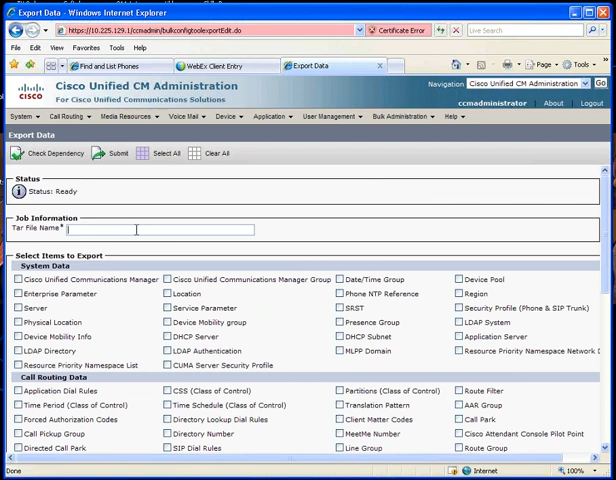 Export Data - Windows Internet Explorer
https://10.225.129.1/ccmadmin/bulkconfigtoolexportEdit.do
Certificate Error
Live Search
File Edit View Favorites Tools Help
Find and List Phones WebEx Client Entry Export Data
Page Tools
Cisco Unified CM Administration
For Cisco Unified Communications Solutions
CISCO
Navigation Cisco Unified CM Administration Go
ccmadministrator About Logout
System Call Routing Media Resources Voice Mail Device Application User Management Bulk Administration Help
Export Data
Check Dependency Submit Select All Clear All
Status
Status: Ready
Job Information
Tar File Name*
Select Items to Export
System Data
Cisco Unified Communications Manager Cisco Unified Communications Manager Group Date/Time Group Device Pool
Enterprise Parameter Location Phone NTP Reference Region
Server Service Parameter SRST Security Profile (Phone & SIP Trunk)
Physical Location Device Mobility group Presence Group LDAP System
Device Mobility Info DHCP Server DHCP Subnet Application Server
LDAP Directory LDAP Authentication MLPP Domain Resource Priority Namespace Network D
Resource Priority Namespace List CUMA Server Security Profile
Call Routing Data
Application Dial Rules CSS (Class of Control) Partitions (Class of Control) Route Filter
Time Period (Class of Control) Time Schedule (Class of Control) Translation Pattern AAR Group
Forced Authorization Codes Directory Lookup Dial Rules Client Matter Codes Call Park
Call Pickup Group Directory Number MeetMe Number Cisco Attendant Console Pilot Point
Directed Call Park SIP Dial Rules Line Group Route Group
Done Internet 100%